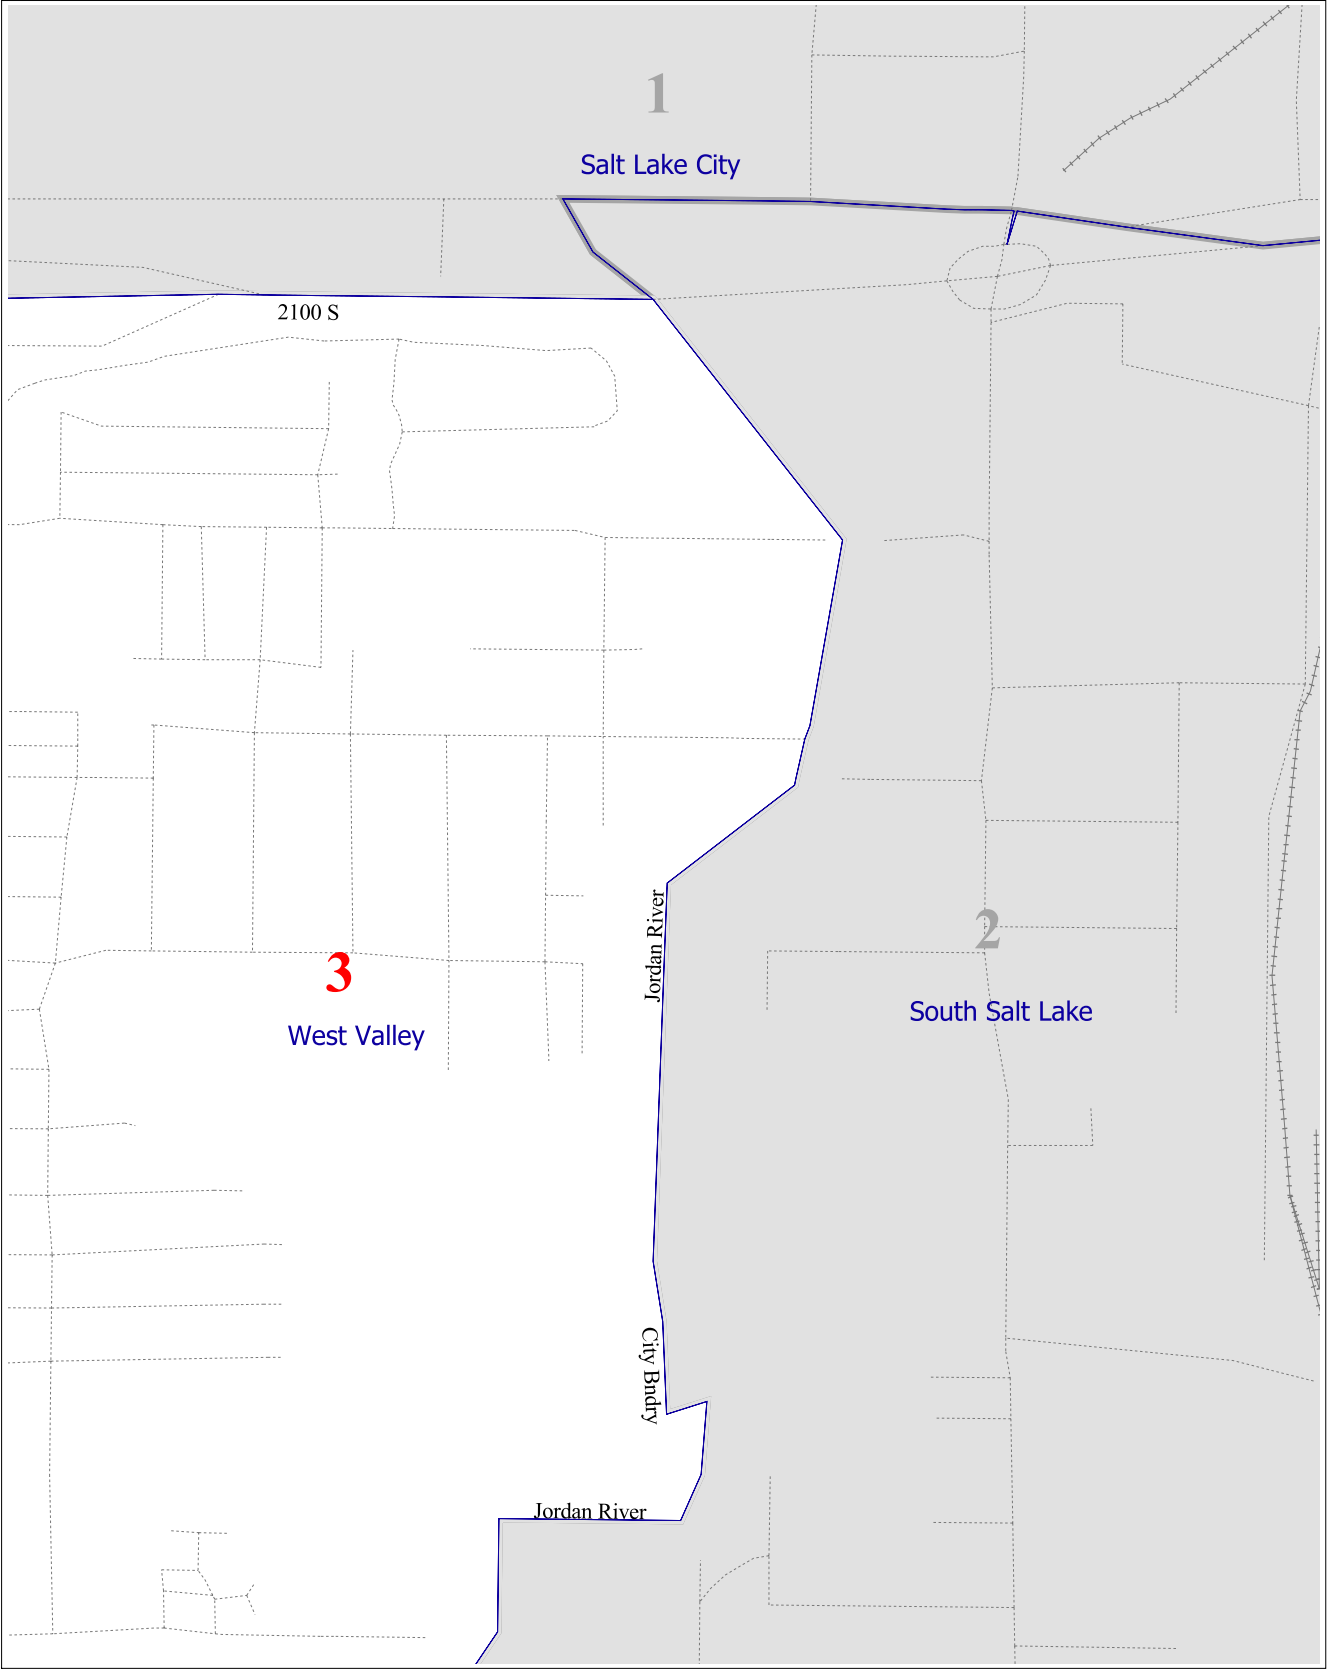 1
Salt Lake City
2100 S
Jordan River
2
3
South Salt Lake
West Valley
City Bndry
Jordan River